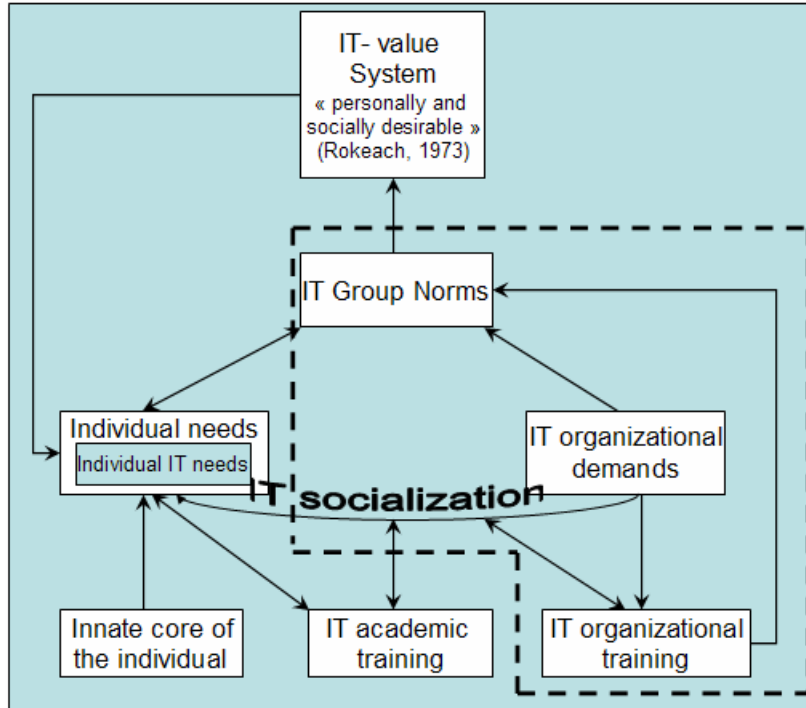 IT- value
System
« personally and
socially desirable »
(Rokeach, 1973)
IT Group Norms
Individual needs
Individual IT needs
IT organizational
demands
IT socialization
Innate core of
the individual
IT academic
training
IT organizational
training